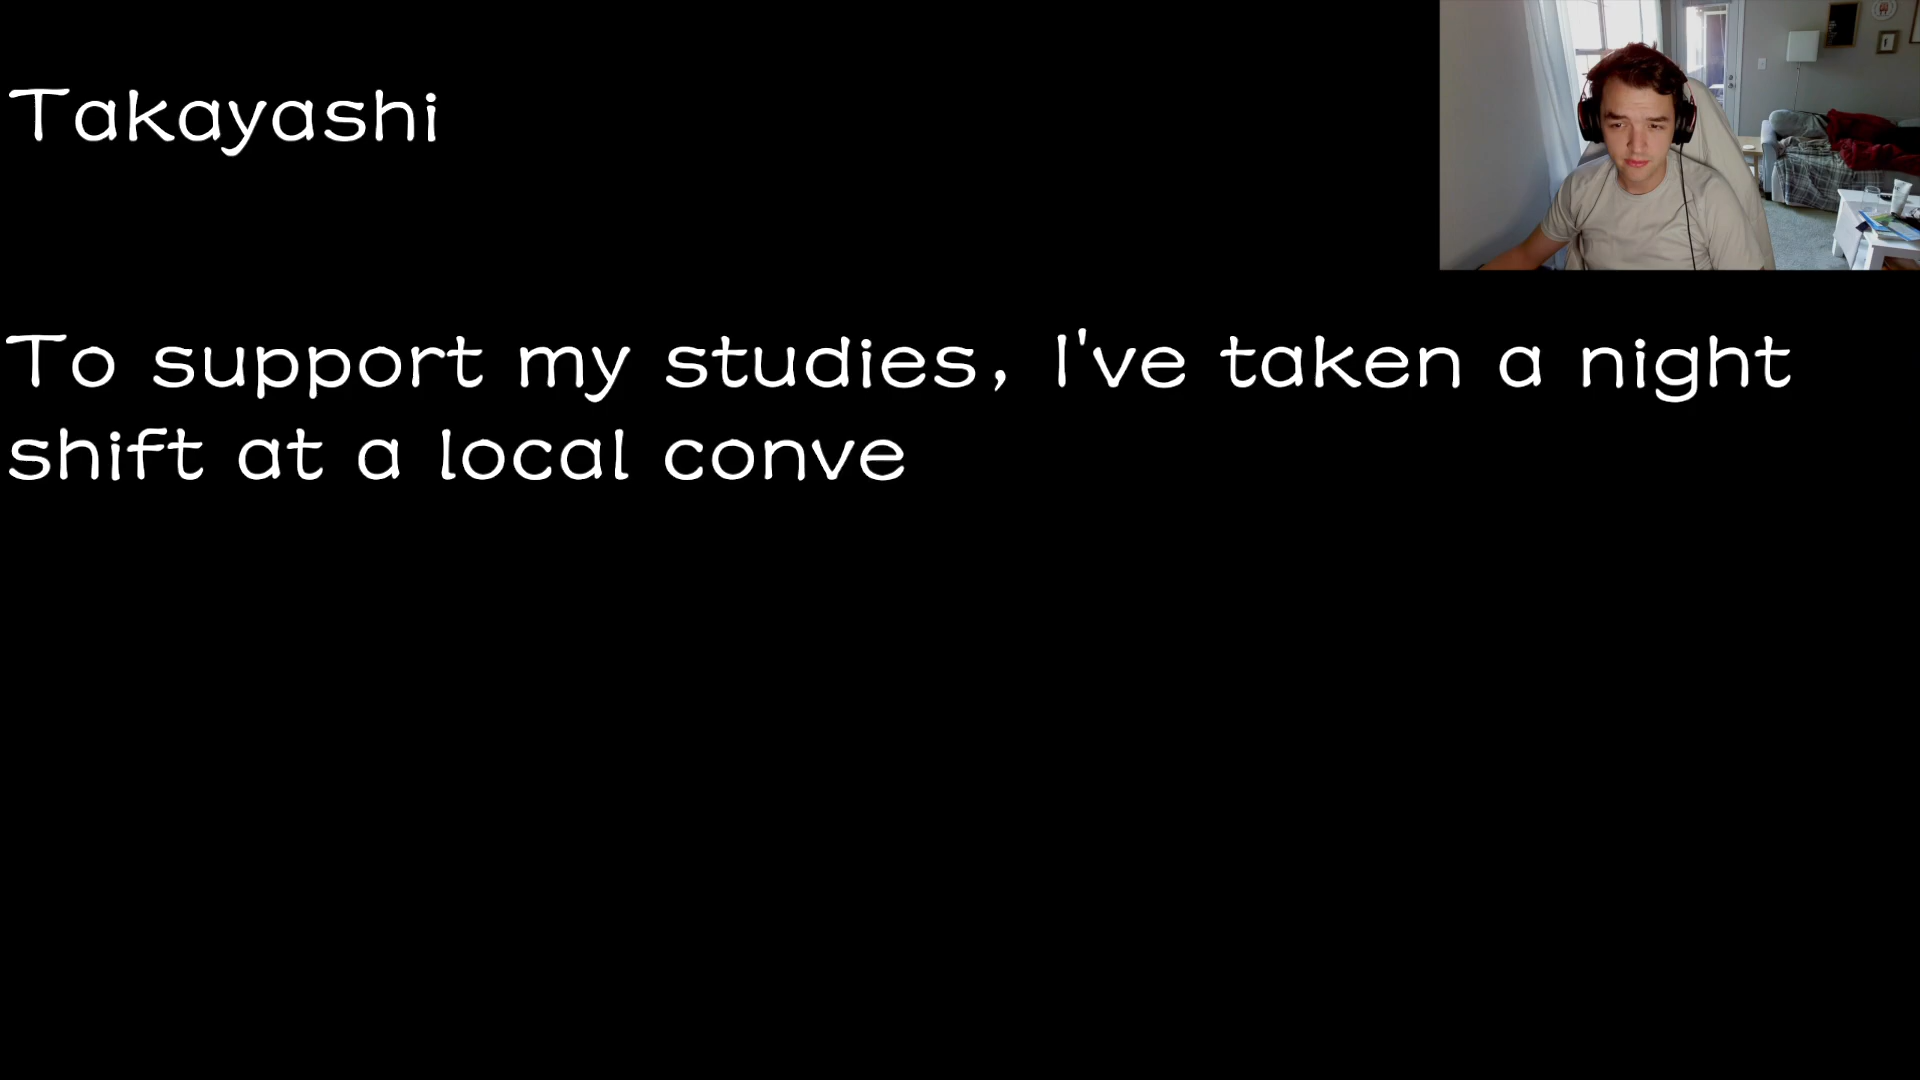 Takayashi
To support my studies, I've taken a night
shift at a local conve